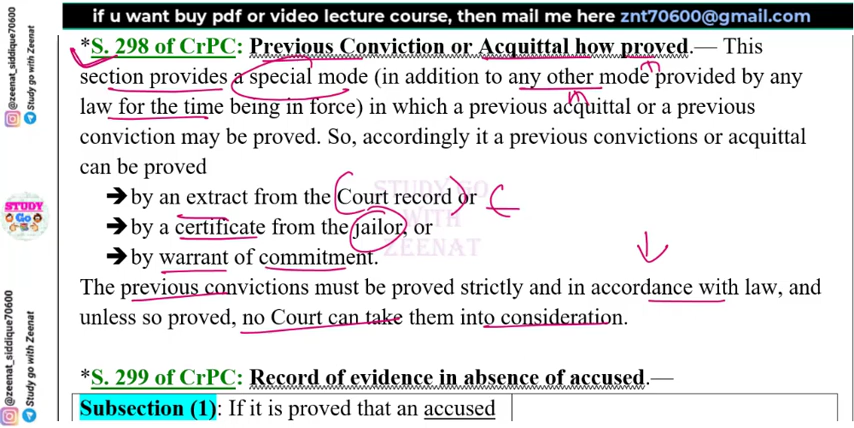 if u want buy pdf or video lecture course, then mail me here znt70600@gmail.com
*S. 298 of CrPC: Previous Conviction or Acquittal how proved.— This
section provides a special mode (in addition to any other mode provided by any
law for the time being in force) in which a previous acquittal or a previous
conviction may be proved. So, accordingly it a previous convictions or acquittal
can be proved
➔by an extract from the Court record or
➔by a certificate from the jailor, or
➔by warrant of commitment.
The previous convictions must be proved strictly and in accordance with law, and
unless so proved, no Court can take them into consideration.
*S. 299 of CrPC: Record of evidence in absence of accused.—
Subsection (1): If it is proved that an accused
@zeenat_siddique70600
Study go with Zeenat
STUDY
Go
@zeenat_siddique70600
Study go with Zeenat
STUDY GO
WITH
ZEENAT